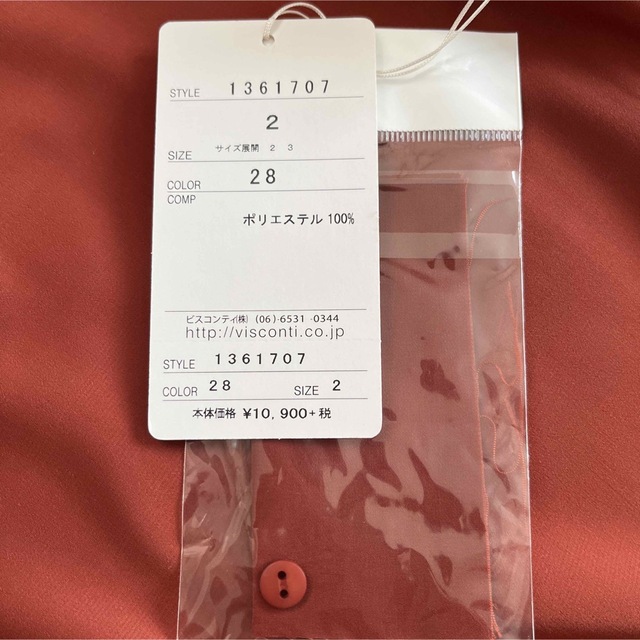 STYLE 1361707
2
SIZE サイズ展開 2 3
COLOR 28
COMP
ポリエステル 100%
ビスコンティ(株) (06)-6531-0344
http://visconti.co.jp
STYLE 1361707
COLOR 28 SIZE 2
本体価格 ¥10,900+税